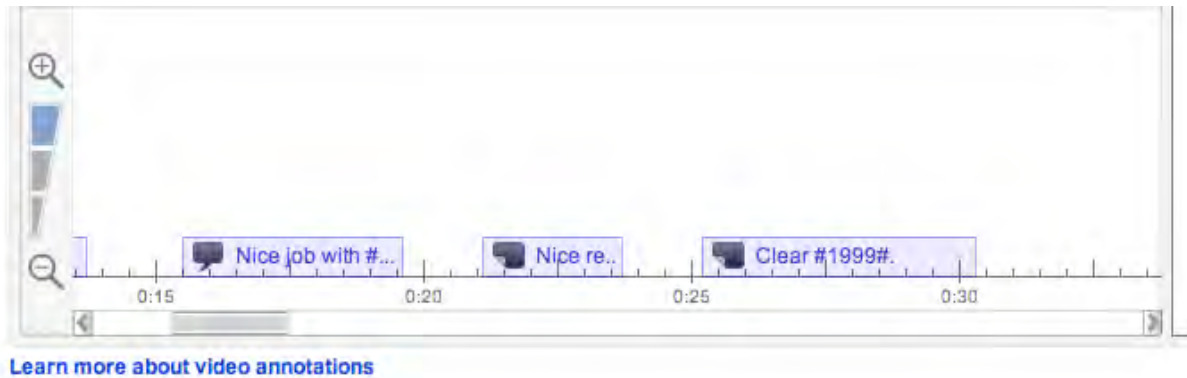 Nice job with #... Nice re.. Clear #1999#.
0:15 0:20 0:25 0:30
Learn more about video annotations